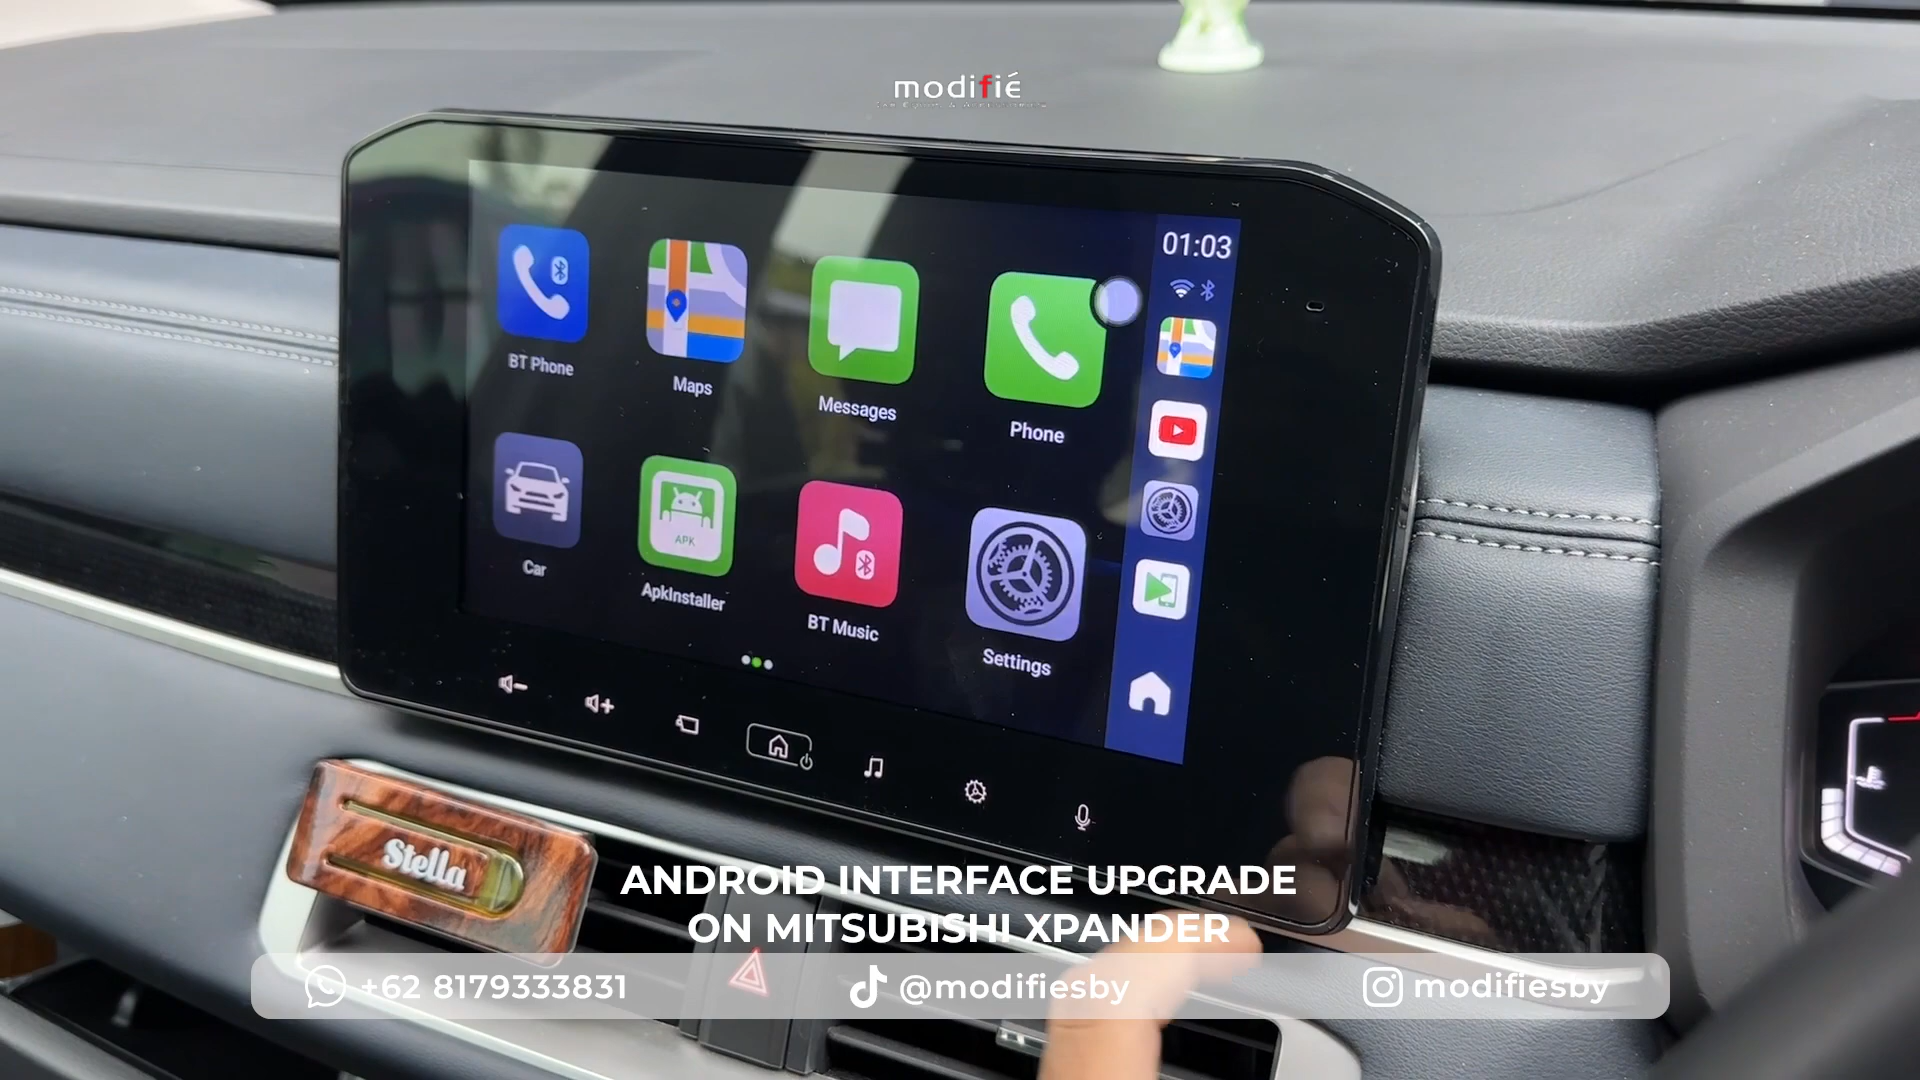 modifié
01:03
BT Phone
Maps
Messages
Phone
Car
APK
ApkInstaller
BT Music
Settings
Stella
ANDROID INTERFACE UPGRADE
ON MITSUBISHI XPANDER
+62 8179333831
@modifiesby
modifiesby